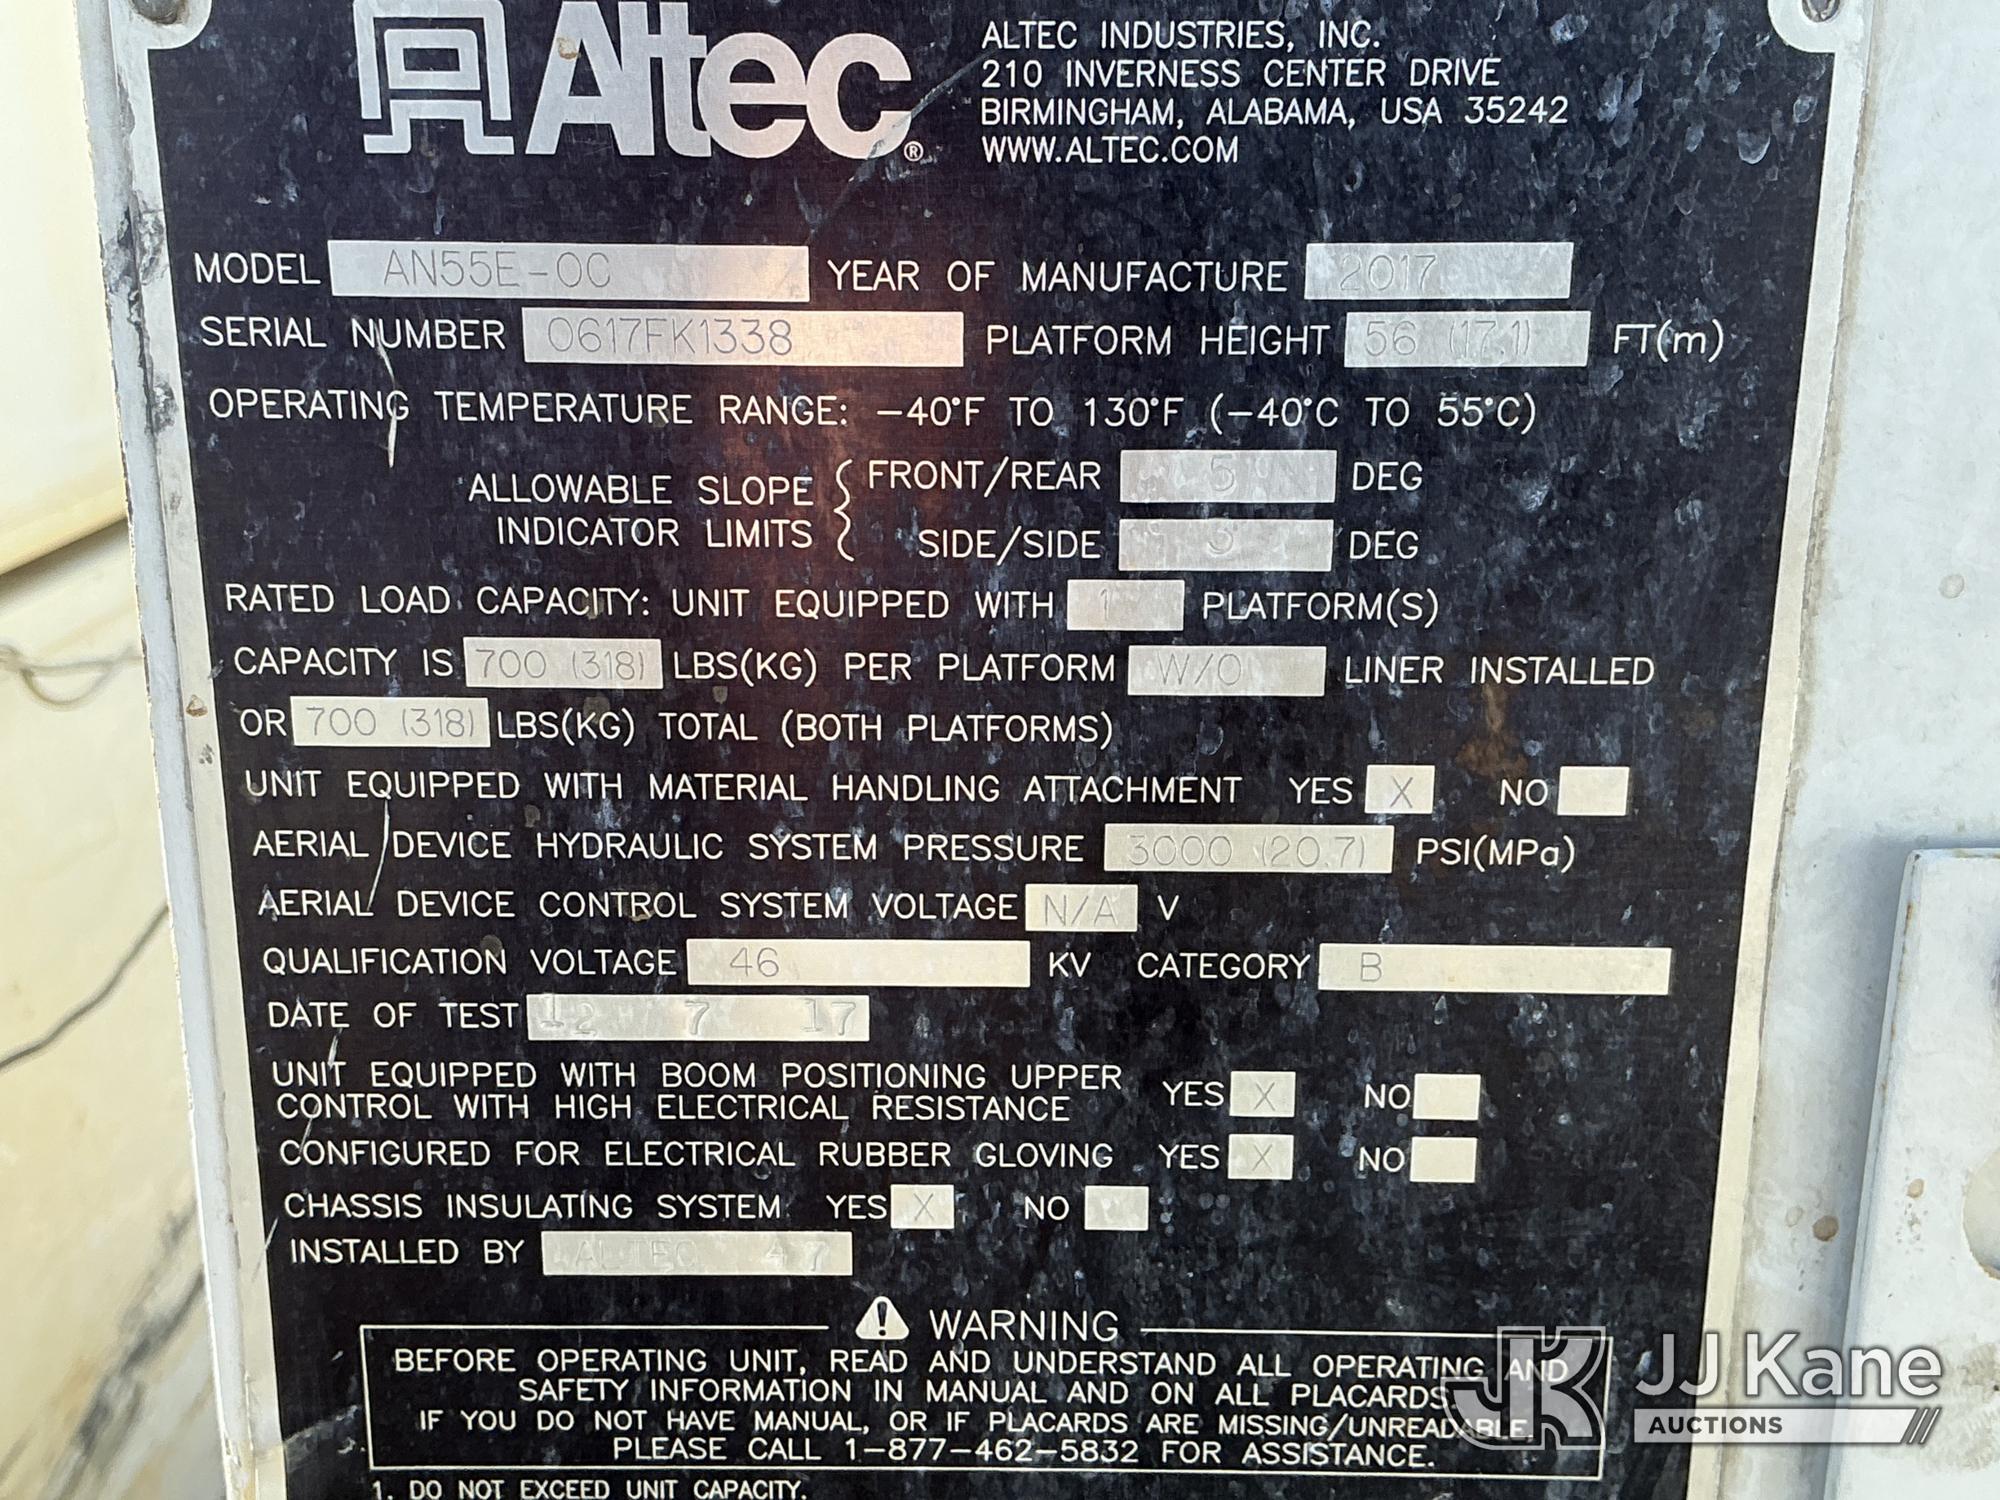 Altec®
ALTEC INDUSTRIES, INC.
210 INVERNESS CENTER DRIVE
BIRMINGHAM, ALABAMA, USA 35242
WWW.ALTEC.COM
MODEL AN55E-OC YEAR OF MANUFACTURE 2017
SERIAL NUMBER 0617FK1338 PLATFORM HEIGHT 56 (17.1) FT(m)
OPERATING TEMPERATURE RANGE: -40°F TO 130°F (-40°C TO 55°C)
ALLOWABLE SLOPE INDICATOR LIMITS
FRONT/REAR 5 DEG
SIDE/SIDE DEG
RATED LOAD CAPACITY: UNIT EQUIPPED WITH 1 PLATFORM(S)
CAPACITY IS 700 (318) LBS(KG) PER PLATFORM W/O LINER INSTALLED
OR 700 (318) LBS(KG) TOTAL (BOTH PLATFORMS)
UNIT EQUIPPED WITH MATERIAL HANDLING ATTACHMENT YES X NO
AERIAL DEVICE HYDRAULIC SYSTEM PRESSURE 3000 (20.7) PSI(MPa)
AERIAL DEVICE CONTROL SYSTEM VOLTAGE N/A V
QUALIFICATION VOLTAGE 46 KV CATEGORY B
DATE OF TEST 12 7 17
UNIT EQUIPPED WITH BOOM POSITIONING UPPER
CONTROL WITH HIGH ELECTRICAL RESISTANCE YES X NO
CONFIGURED FOR ELECTRICAL RUBBER GLOVING YES X NO
CHASSIS INSULATING SYSTEM YES X NO
INSTALLED BY ALTEC 47
WARNING
BEFORE OPERATING UNIT, READ AND UNDERSTAND ALL OPERATING AND
SAFETY INFORMATION IN MANUAL AND ON ALL PLACARDS.
IF YOU DO NOT HAVE MANUAL, OR IF PLACARDS ARE MISSING/UNREADABLE,
PLEASE CALL 1-877-462-5832 FOR ASSISTANCE.
1. DO NOT EXCEED UNIT CAPACITY.
JK JJ Kane
AUCTIONS